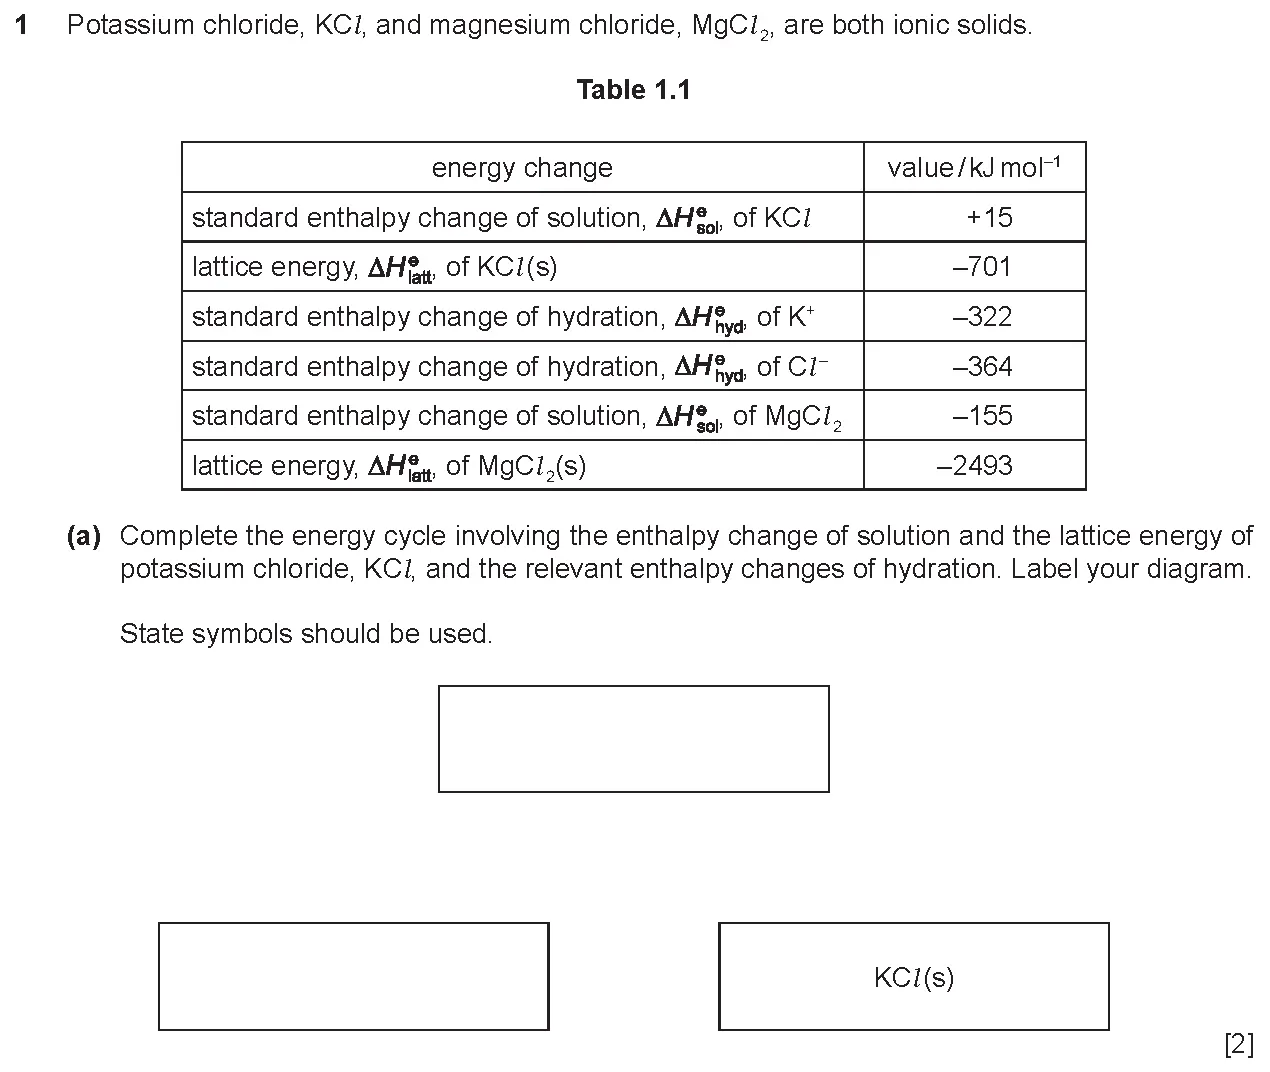 1 Potassium chloride, KCl, and magnesium chloride, MgCl₂, are both ionic solids.
Table 1.1
energy change value/kJ mol⁻¹
standard enthalpy change of solution, ΔH⦵sol, of KCl +15
lattice energy, ΔH⦵latt, of KCl(s) –701
standard enthalpy change of hydration, ΔH⦵hyd, of K⁺ –322
standard enthalpy change of hydration, ΔH⦵hyd, of Cl⁻ –364
standard enthalpy change of solution, ΔH⦵sol, of MgCl₂ –155
lattice energy, ΔH⦵latt, of MgCl₂(s) –2493
(a) Complete the energy cycle involving the enthalpy change of solution and the lattice energy of
potassium chloride, KCl, and the relevant enthalpy changes of hydration. Label your diagram.
State symbols should be used.
KCl(s)
[2]